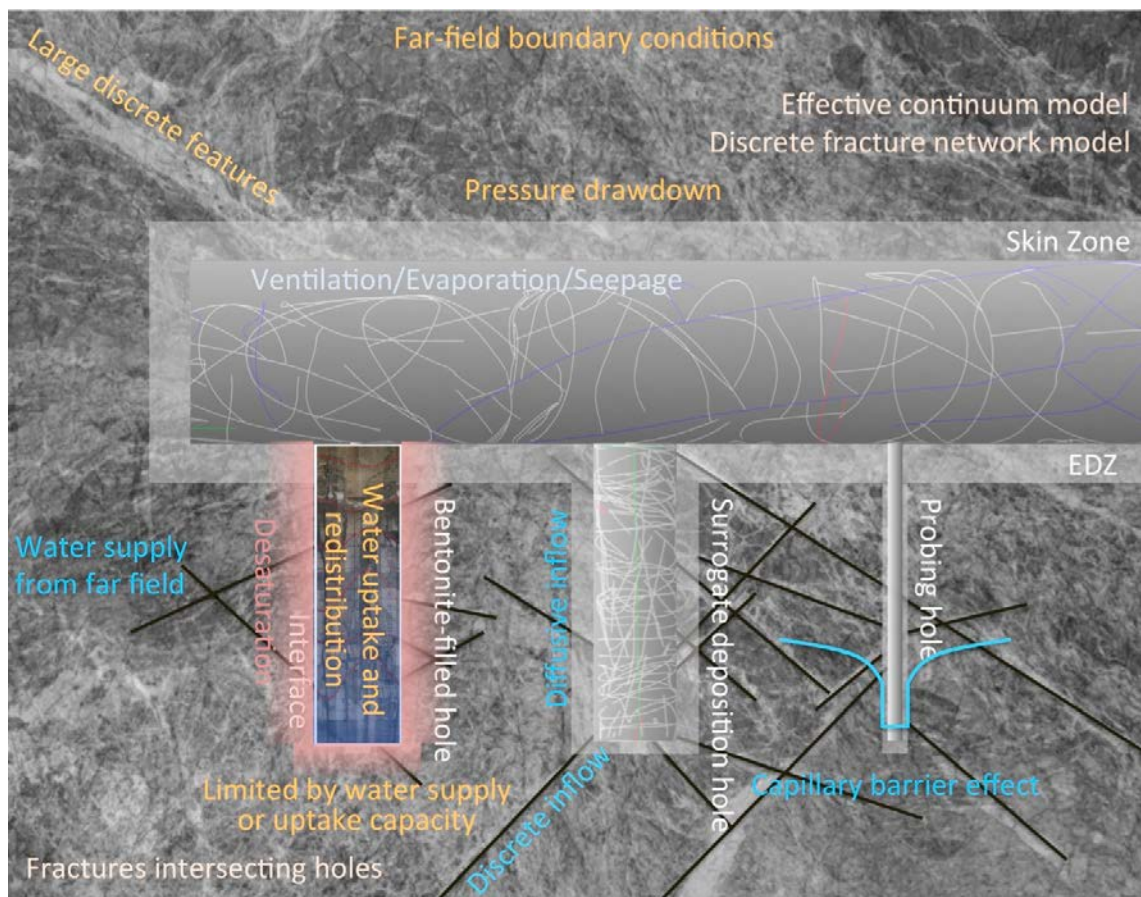 Far-field boundary conditions
Large discrete features
Effective continuum model
Discrete fracture network model
Pressure drawdown
Skin Zone
Ventilation/Evaporation/Seepage
EDZ
Water supply
from far field
Desaturation
Interface
Water uptake and
redistribution
Bentonite-filled hole
Diffusive inflow
Surrogate deposition hole
Probing hole
Limited by water supply
or uptake capacity
Discrete inflow
Capillary barrier effect
Fractures intersecting holes